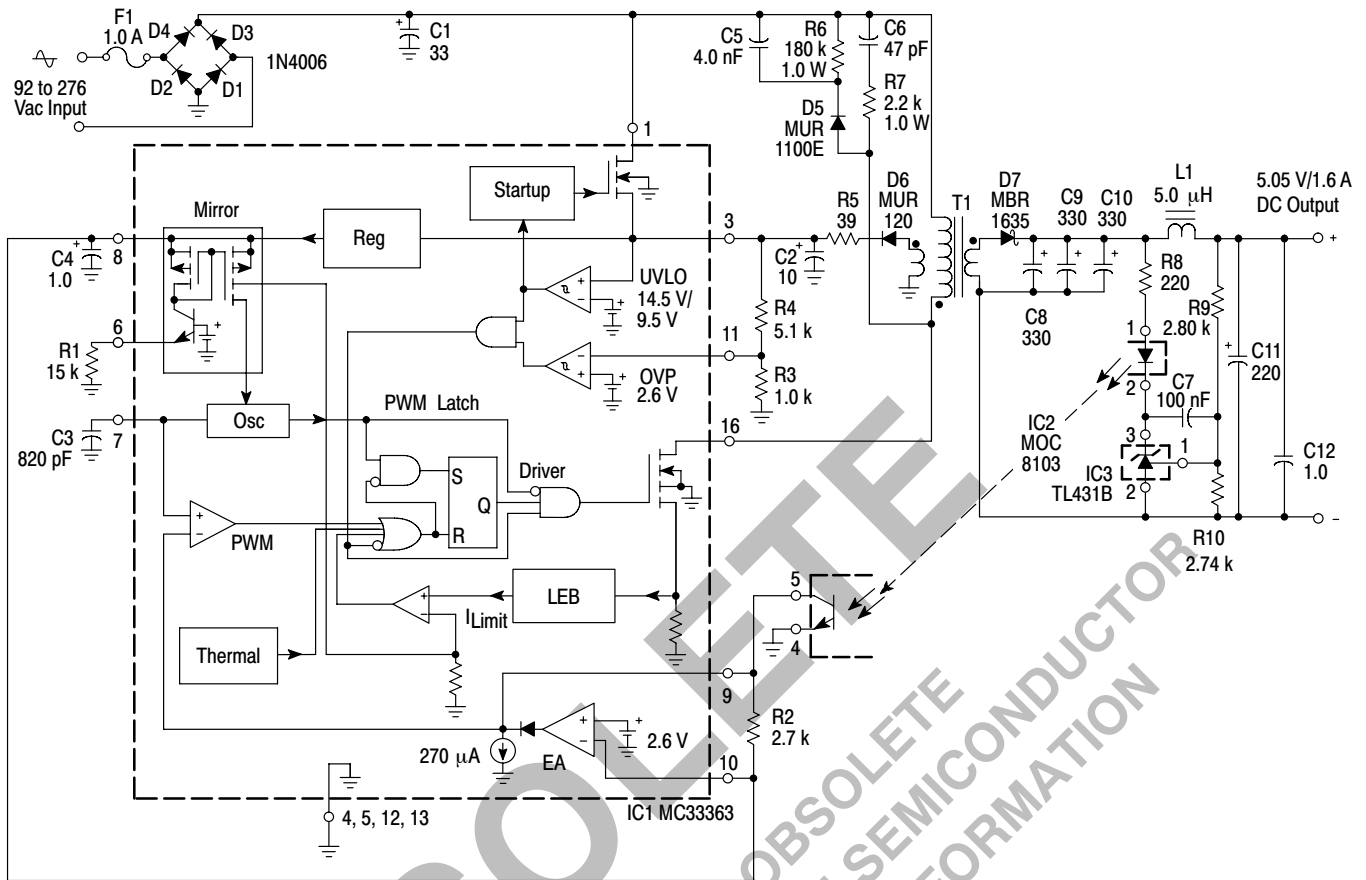 F1
1.0 A
D4
D3
D2
D1
1N4006
92 to 276
Vac Input
C1
33
C5
4.0 nF
R6
180 k
1.0 W
C6
47 pF
R7
2.2 k
1.0 W
D5
MUR
1100E
1
Startup
Mirror
Reg
8
C4
1.0
3
R5
39
D6
MUR
120
T1
D7
MBR
1635
C9
330
C10
330
L1
5.0 µH
5.05 V/1.6 A
DC Output
C2
10
UVLO
14.5 V/
9.5 V
R4
5.1 k
11
OVP
2.6 V
R3
1.0 k
C8
330
R8
220
R9
2.80 k
1
2
C7
100 nF
C11
220
6
R1
15 k
Osc
7
C3
820 pF
PWM Latch
S
Q
R
Driver
16
PWM
IC2
MOC
8103
3
1
IC3
TL431B
2
C12
1.0
R10
2.74 k
LEB
ILimit
Thermal
5
4
9
R2
2.7 k
270 µA
EA
2.6 V
10
4, 5, 12, 13
IC1 MC33363
OLETE
OBSOLETE
SEMICONDUCTOR
FORMATION